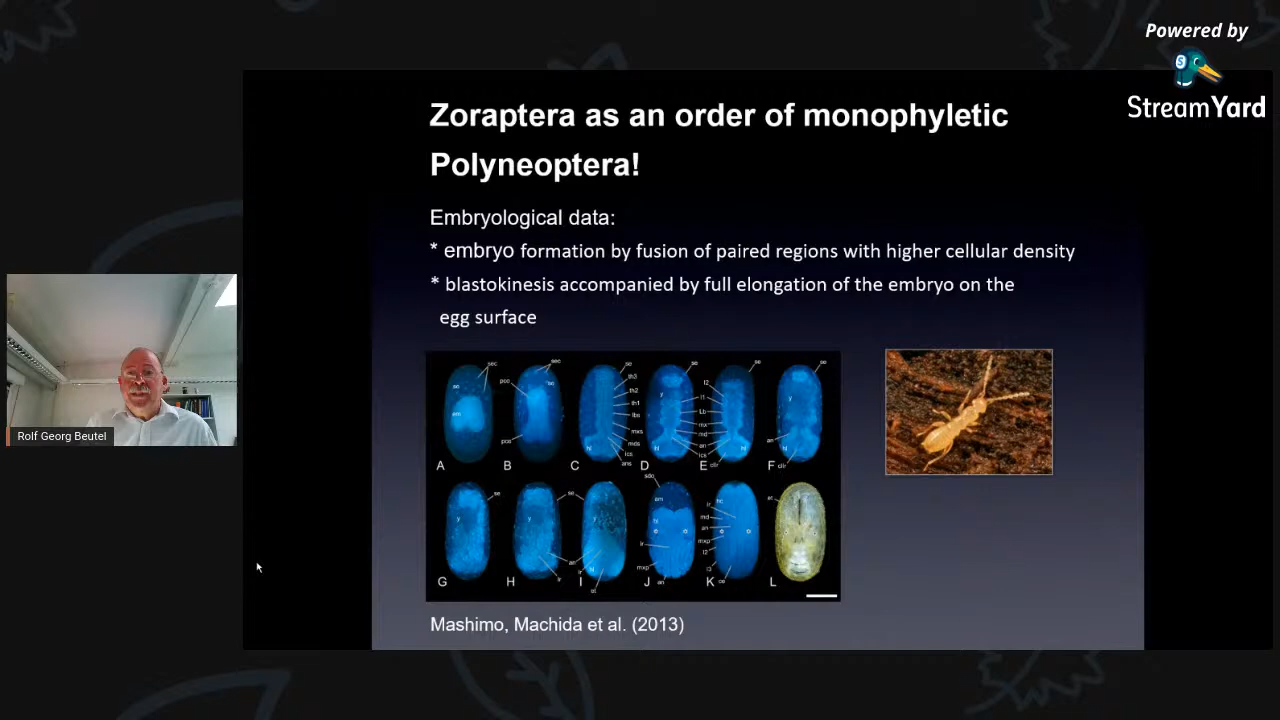 Powered by
StreamYard
Zoraptera as an order of monophyletic
Polyneoptera!
Embryological data:
* embryo formation by fusion of paired regions with higher cellular density
* blastokinesis accompanied by full elongation of the embryo on the
egg surface
Rolf Georg Beutel
A B C D E F
G H I J K L
Mashimo, Machida et al. (2013)